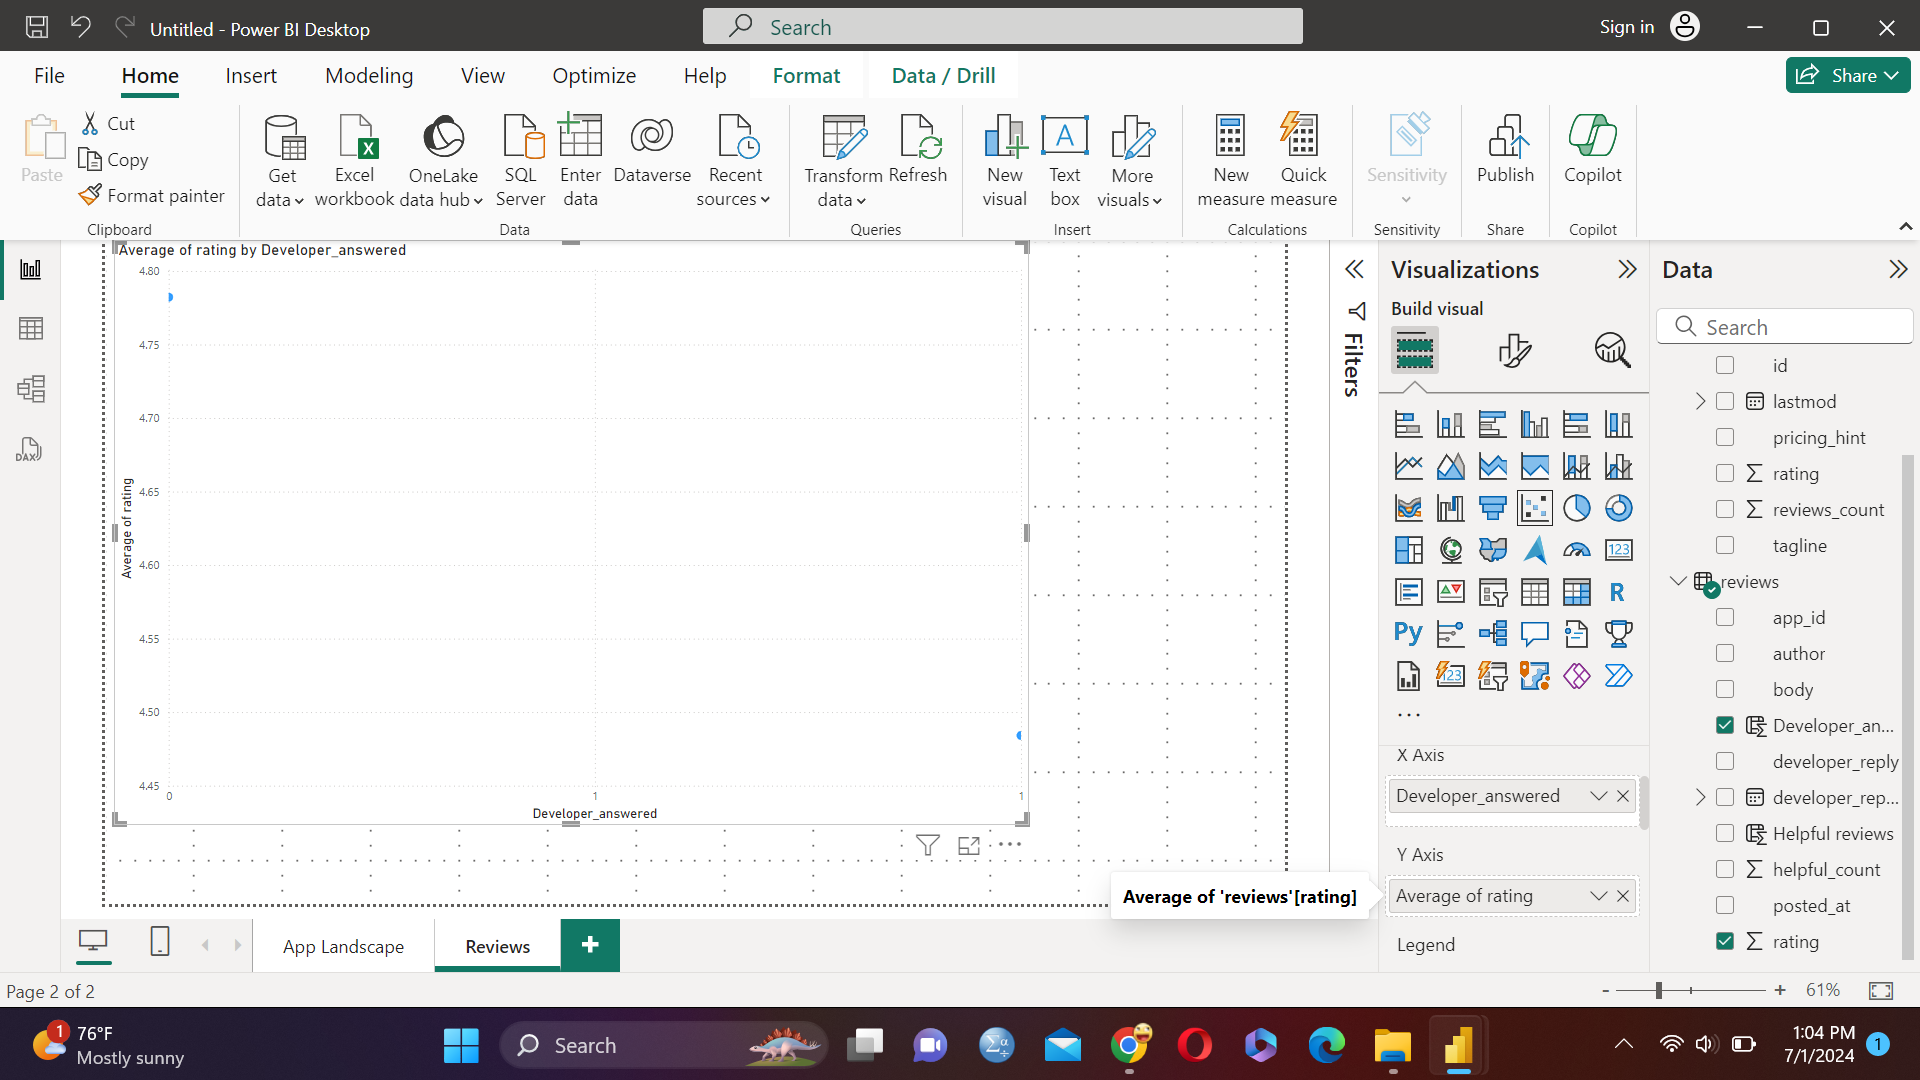 Untitled - Power BI Desktop
Search
Sign in
File
Home
Insert
Modeling
View
Optimize
Help
Format
Data / Drill
Share
Paste
Cut
Copy
Format painter
Clipboard
Get
data
Excel
workbook
OneLake
data hub
SQL
Server
Enter
data
Dataverse
Recent
sources
Data
Transform
data
Refresh
Queries
New
visual
Text
box
More
visuals
Insert
New
measure
Quick
measure
Calculations
Sensitivity
Sensitivity
Publish
Share
Copilot
Copilot
Average of rating by Developer_answered
4.80
4.75
4.70
4.65
4.60
4.55
4.50
4.45
Average of rating
0
1
1
Developer_answered
Filters
Visualizations
Build visual
123
R
Py
123
...
X Axis
Developer_answered
Y Axis
Average of rating
Legend
Average of 'reviews'[rating]
Data
Search
id
lastmod
pricing_hint
rating
reviews_count
tagline
reviews
app_id
author
body
Developer_an...
developer_reply
developer_rep...
Helpful reviews
helpful_count
posted_at
rating
DAX
App Landscape
Reviews
+
Page 2 of 2
- + 61%
1
76°F
Mostly sunny
Search
1:04 PM
7/1/2024
1